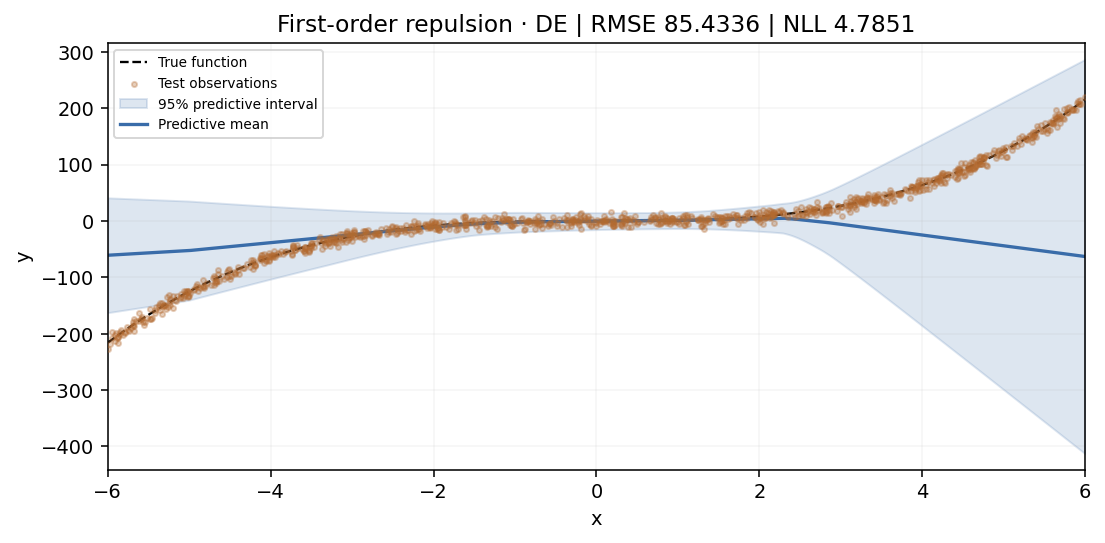 First-order repulsion · DE | RMSE 85.4336 | NLL 4.7851
True function
Test observations
95% predictive interval
Predictive mean
300
200
100
0
−100
−200
−300
−400
y
−6
−4
−2
0
2
4
6
x